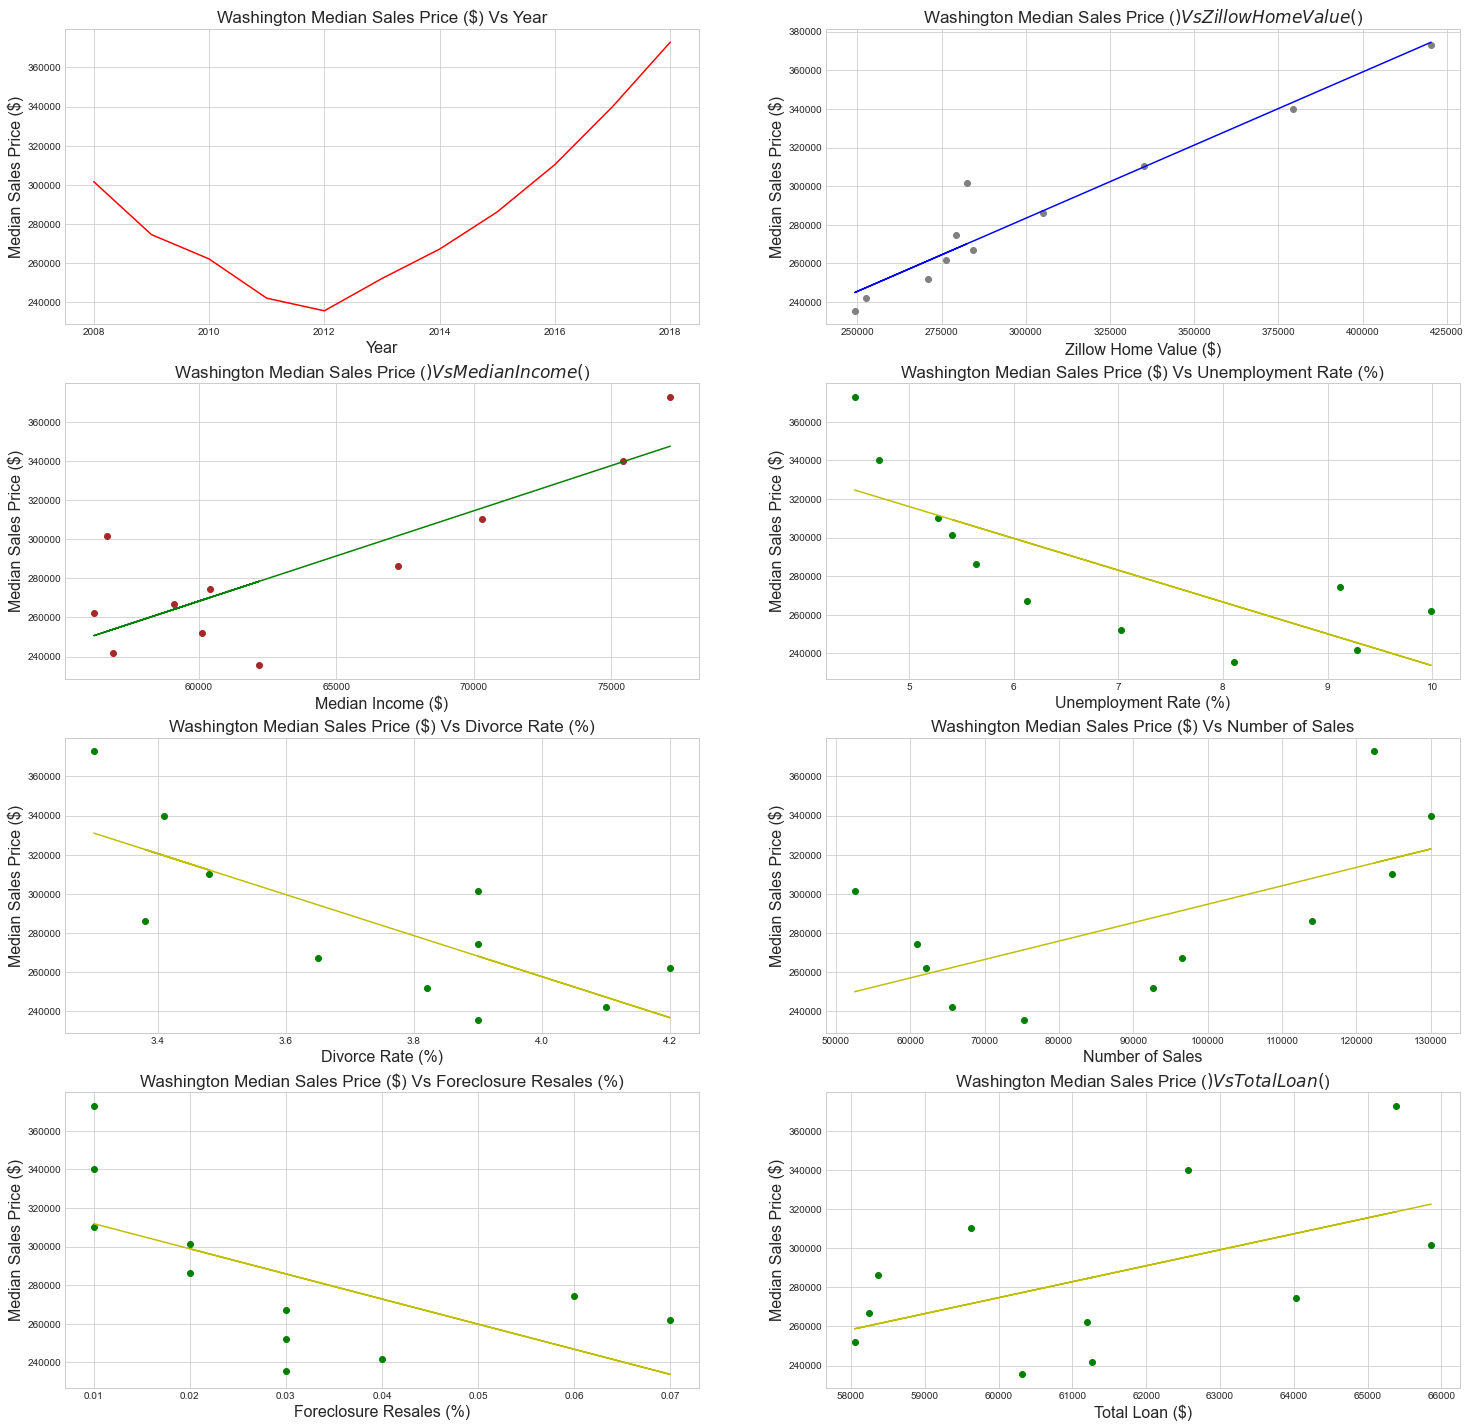 Washington Median Sales Price ($) Vs Year
Median Sales Price ($)
360000
340000
320000
300000
280000
260000
240000
2008 2010 2012 2014 2016 2018
Year
Washington Median Sales Price ()VsZillowHomeValue()
Median Sales Price ($)
380000
360000
340000
320000
300000
280000
260000
240000
250000 275000 300000 325000 350000 375000 400000 425000
Zillow Home Value ($)
Washington Median Sales Price ()VsMedianIncome()
Median Sales Price ($)
360000
340000
320000
300000
280000
260000
240000
60000 65000 70000 75000
Median Income ($)
Washington Median Sales Price ($) Vs Unemployment Rate (%)
Median Sales Price ($)
360000
340000
320000
300000
280000
260000
240000
5 6 7 8 9 10
Unemployment Rate (%)
Washington Median Sales Price ($) Vs Divorce Rate (%)
Median Sales Price ($)
360000
340000
320000
300000
280000
260000
240000
3.4 3.6 3.8 4.0 4.2
Divorce Rate (%)
Washington Median Sales Price ($) Vs Number of Sales
Median Sales Price ($)
360000
340000
320000
300000
280000
260000
240000
50000 60000 70000 80000 90000 100000 110000 120000 130000
Number of Sales
Washington Median Sales Price ($) Vs Foreclosure Resales (%)
Median Sales Price ($)
360000
340000
320000
300000
280000
260000
240000
0.01 0.02 0.03 0.04 0.05 0.06 0.07
Foreclosure Resales (%)
Washington Median Sales Price ()VsTotalLoan()
Median Sales Price ($)
360000
340000
320000
300000
280000
260000
240000
58000 59000 60000 61000 62000 63000 64000 65000 66000
Total Loan ($)